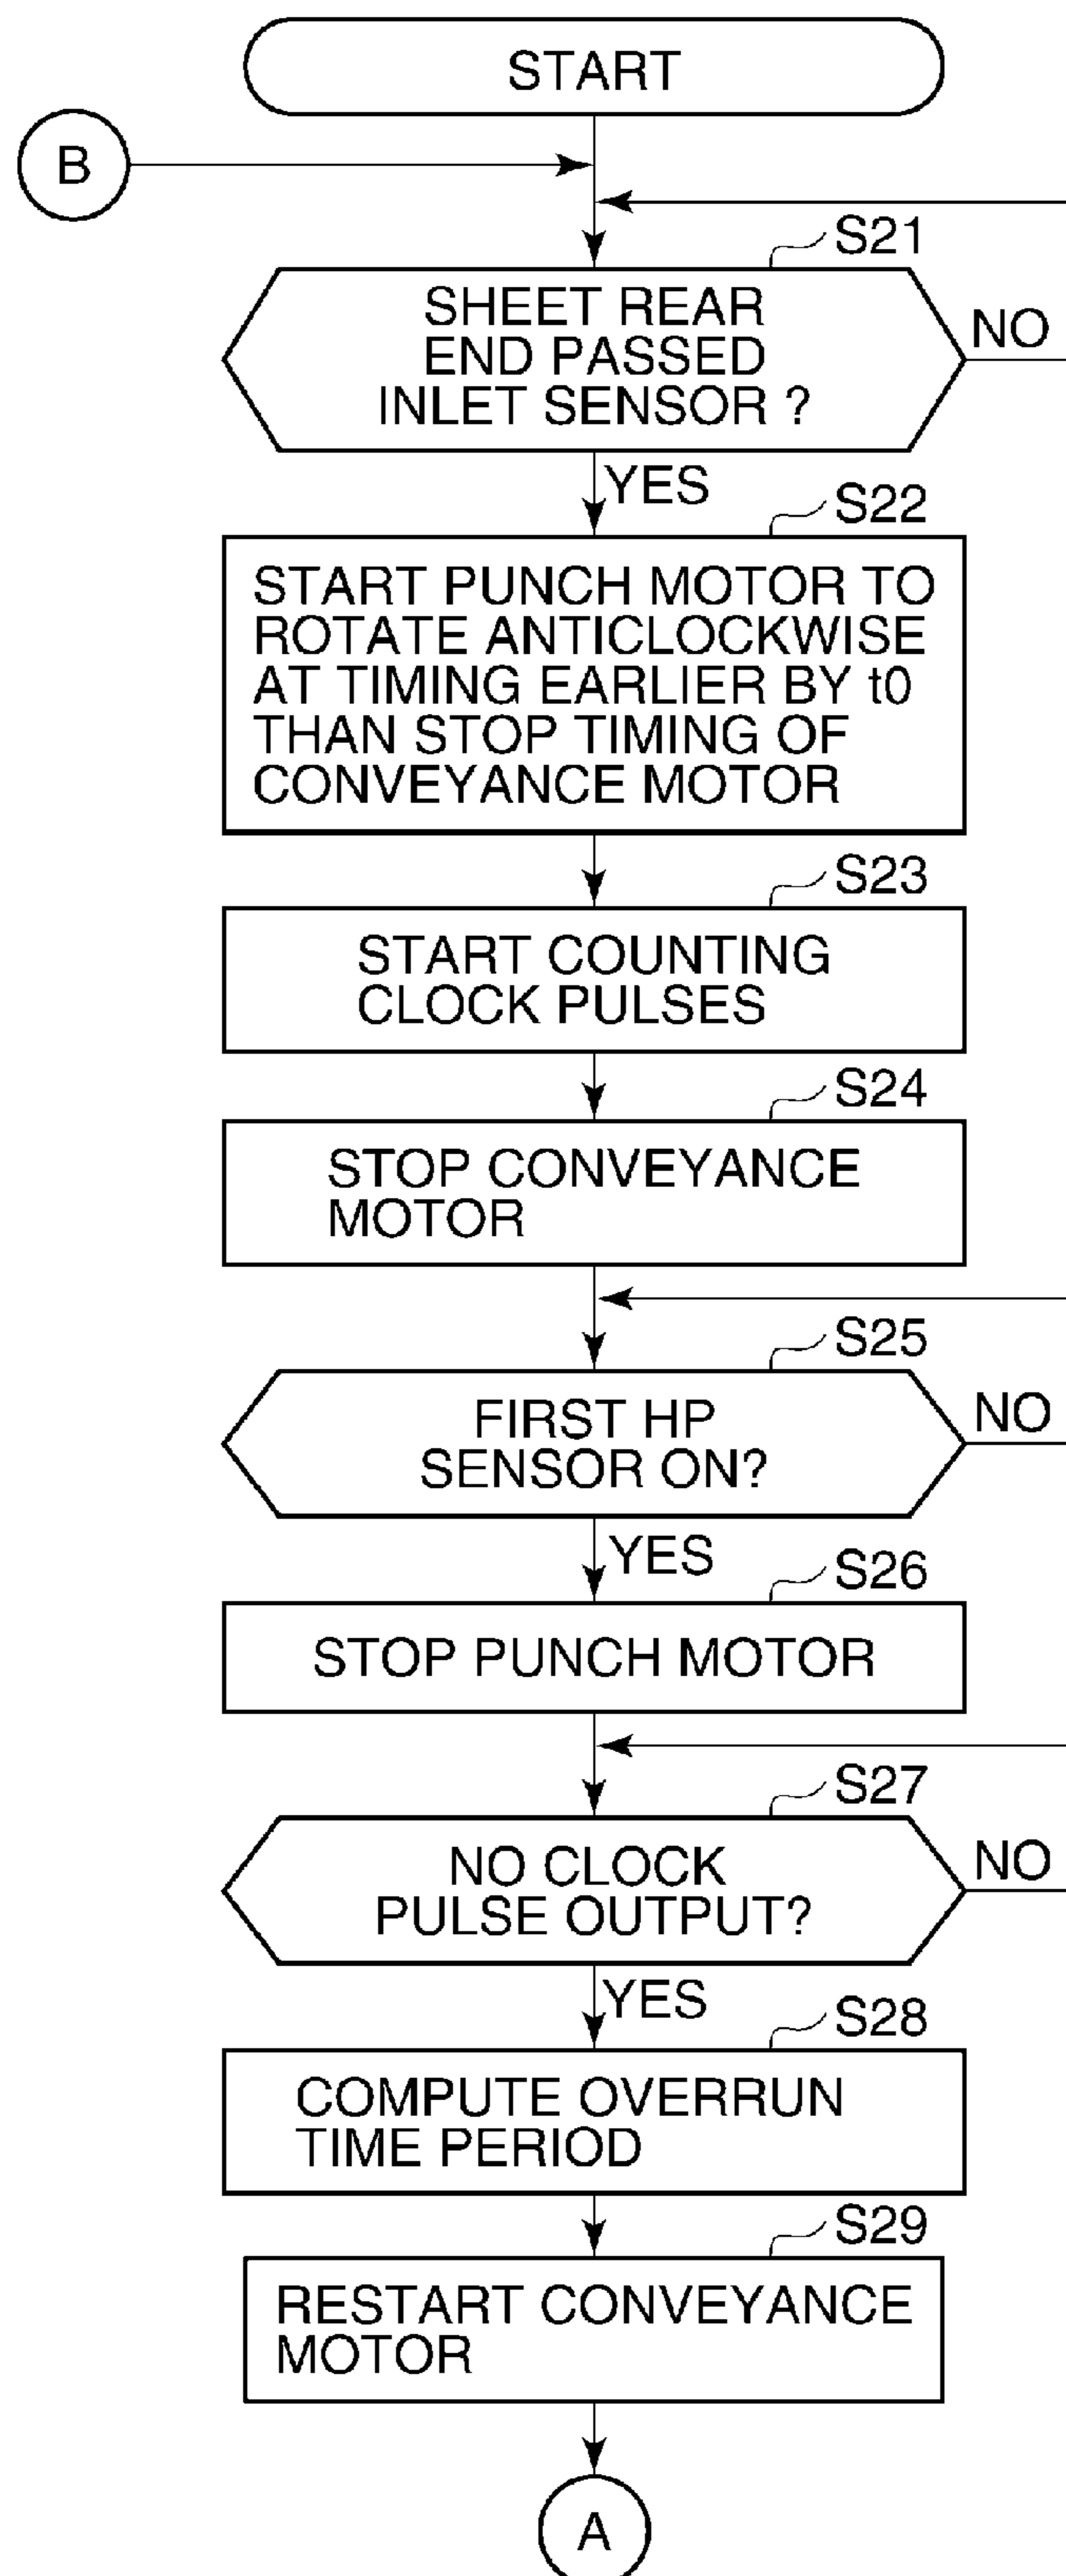 START
B
S21
SHEET REAR
END PASSED
INLET SENSOR ?
NO
YES
S22
START PUNCH MOTOR TO
ROTATE ANTICLOCKWISE
AT TIMING EARLIER BY t0
THAN STOP TIMING OF
CONVEYANCE MOTOR
S23
START COUNTING
CLOCK PULSES
S24
STOP CONVEYANCE
MOTOR
S25
FIRST HP
SENSOR ON?
NO
YES
S26
STOP PUNCH MOTOR
S27
NO CLOCK
PULSE OUTPUT?
NO
YES
S28
COMPUTE OVERRUN
TIME PERIOD
S29
RESTART CONVEYANCE
MOTOR
A